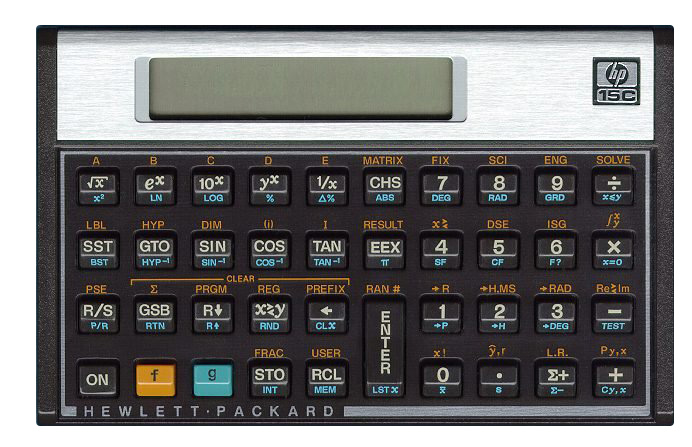 hp
15C
A B C D E MATRIX FIX SCI ENG SOLVE
√x eˣ 10ˣ yˣ 1/x CHS 7 8 9 ÷
x² LN LOG % Δ% ABS DEG RAD GRD x≤y
LBL HYP DIM (i) I RESULT x≷ DSE ISG ∫ʸₓ
SST GTO SIN COS TAN EEX 4 5 6 ×
BST HYP⁻¹ SIN⁻¹ COS⁻¹ TAN⁻¹ π SF CF F? x=0
CLEAR
PSE Σ PRGM REG PREFIX RAN # →R →H.MS →RAD Re≷Im
R/S GSB R↓ x≷y ← ENTER 1 2 3 −
P/R RTN R↑ RND CLx →P →H →DEG TEST
FRAC USER x! ŷ,r L.R. Py,x
ON f g STO RCL 0 · Σ+ +
INT MEM LST x x̄ s Σ− Cy,x
HEWLETT·PACKARD